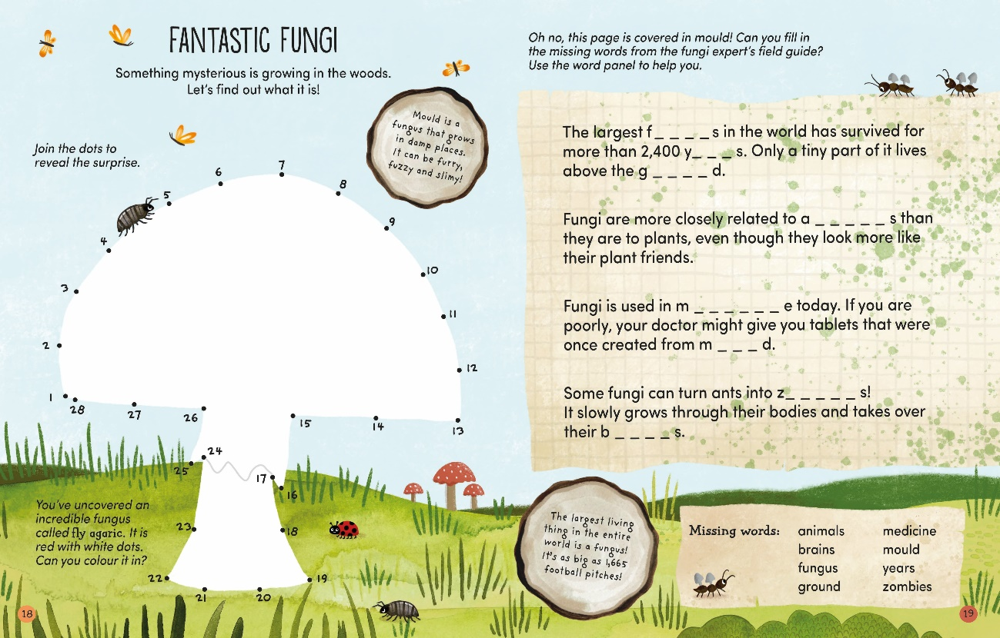 FANTASTIC FUNGI
Something mysterious is growing in the woods.
Let's find out what it is!
Join the dots to
reveal the surprise.
Mould is a
fungus that grows
in damp places.
It can be furry,
fuzzy and slimy!
1
2
3
4
5
6
7
8
9
10
11
12
13
14
15
16
17
18
19
20
21
22
23
24
25
26
27
28
You've uncovered an
incredible fungus
called fly agaric. It is
red with white dots.
Can you colour it in?
18
Oh no, this page is covered in mould! Can you fill in
the missing words from the fungi expert's field guide?
Use the word panel to help you.
The largest f_ _ _ _ s in the world has survived for
more than 2,400 y_ _ _ s. Only a tiny part of it lives
above the g _ _ _ _ d.
Fungi are more closely related to a _ _ _ _ _ s than
they are to plants, even though they look more like
their plant friends.
Fungi is used in m _ _ _ _ _ _ e today. If you are
poorly, your doctor might give you tablets that were
once created from m _ _ _ d.
Some fungi can turn ants into z_ _ _ _ _ s!
It slowly grows through their bodies and takes over
their b _ _ _ _ s.
The largest living
thing in the entire
world is a fungus!
It's as big as 1,665
football pitches!
Missing words:
animals
brains
fungus
ground
medicine
mould
years
zombies
19